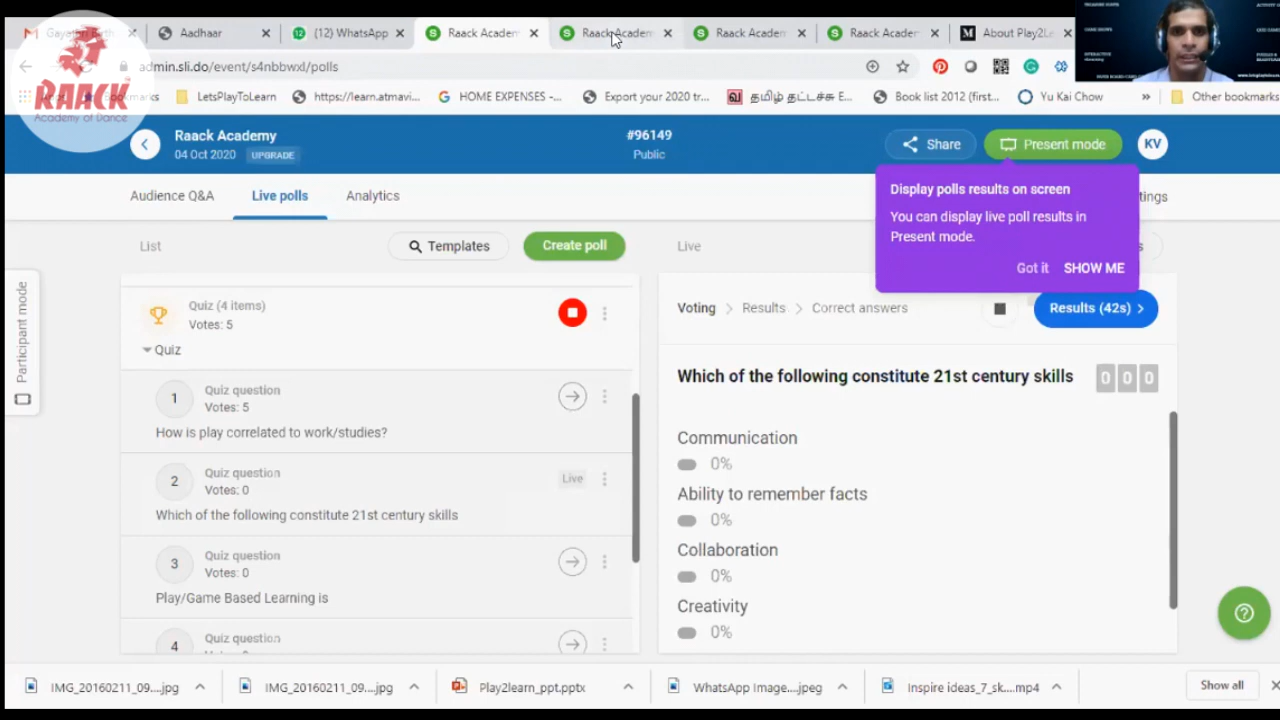 Aadhaar
(12) WhatsApp
Raack Academ
Raack Academ
Raack Academ
Raack Academ
About Play2Le
admin.sli.do/event/s4nbbwxl/polls
LetsPlayToLearn
https://learn.atmavi...
HOME EXPENSES -...
Export your 2020 tr...
தமிழ் தட்டச்சு E...
Book list 2012 (first...
Yu Kai Chow
»
Other bookmarks
RAACK
Academy of Dance
Raack Academy
04 Oct 2020 UPGRADE
#96149
Public
Share
Present mode
KV
Display polls results on screen
You can display live poll results in
Present mode.
Got it SHOW ME
Audience Q&A
Live polls
Analytics
tings
List
Templates
Create poll
Live
Participant mode
Quiz (4 items)
Votes: 5
Quiz
1
Quiz question
Votes: 5
How is play correlated to work/studies?
2
Quiz question
Votes: 0
Live
Which of the following constitute 21st century skills
3
Quiz question
Votes: 0
Play/Game Based Learning is
4
Quiz question
Voting > Results > Correct answers
Results (42s) >
Which of the following constitute 21st century skills
0 0 0
Communication
0%
Ability to remember facts
0%
Collaboration
0%
Creativity
0%
IMG_20160211_09....jpg
IMG_20160211_09....jpg
Play2learn_ppt.pptx
WhatsApp Image....jpeg
Inspire ideas_7_sk....mp4
Show all